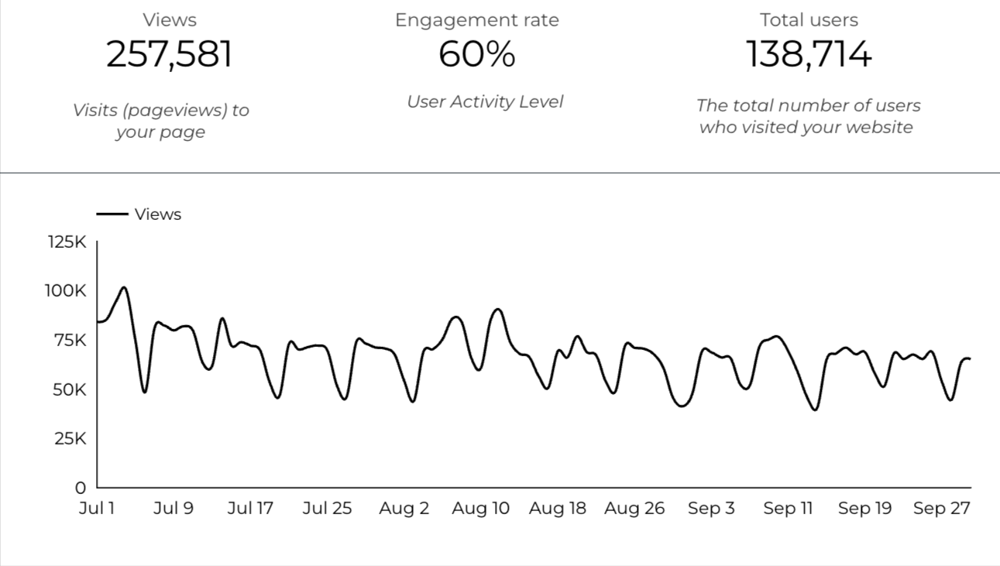 Views
257,581
Visits (pageviews) to
your page
Engagement rate
60%
User Activity Level
Total users
138,714
The total number of users
who visited your website
Views
125K
100K
75K
50K
25K
0
Jul 1 Jul 9 Jul 17 Jul 25 Aug 2 Aug 10 Aug 18 Aug 26 Sep 3 Sep 11 Sep 19 Sep 27